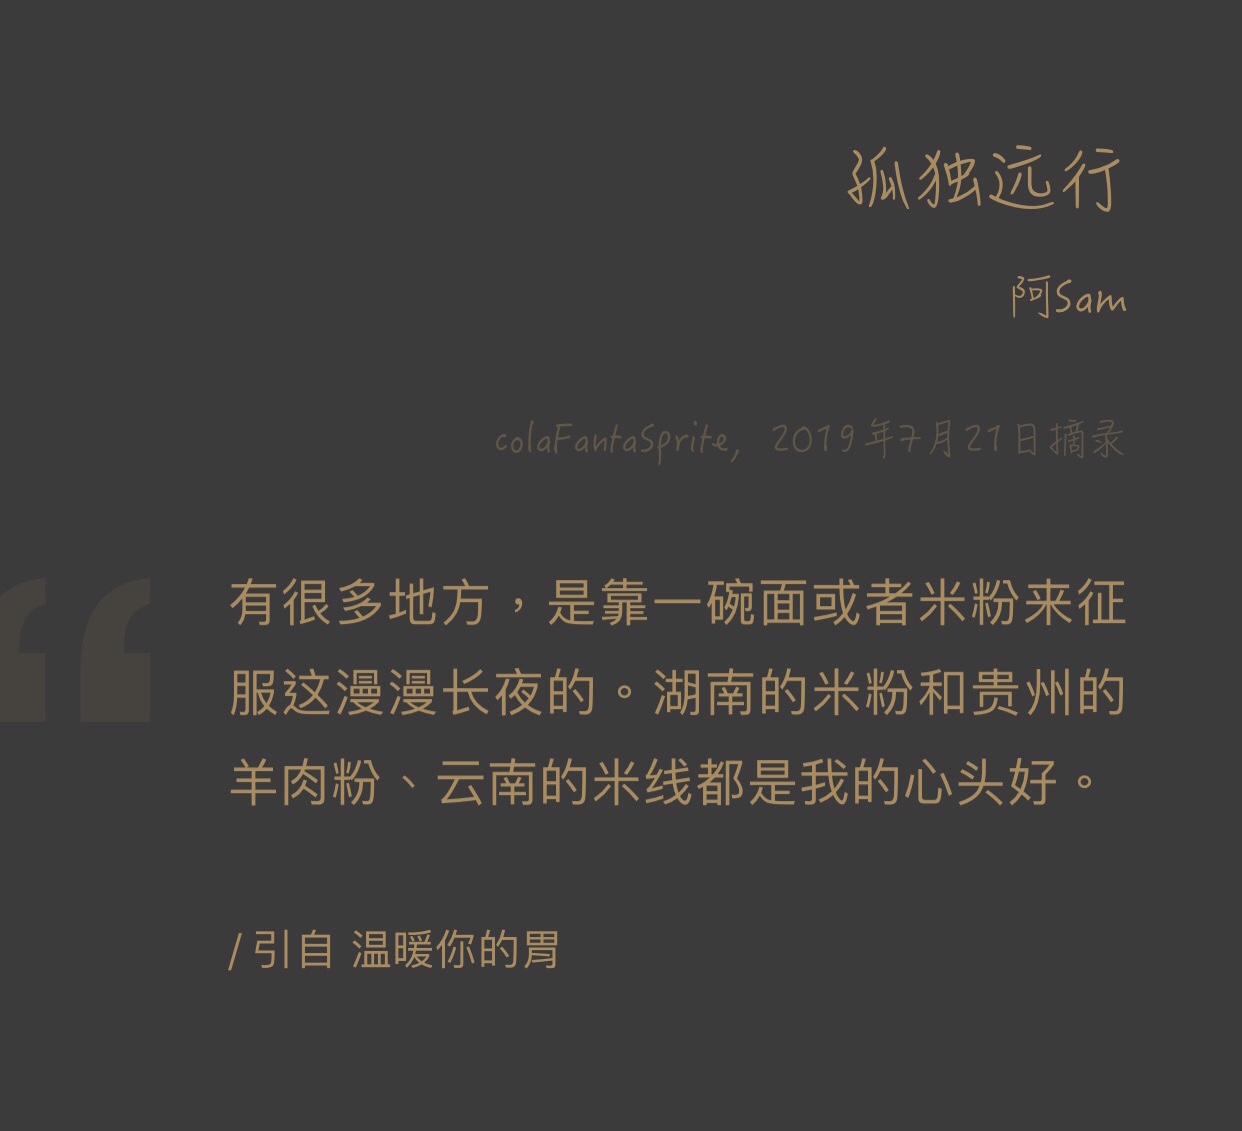 孤独远行
阿Sam
colaFantaSprite，2019年7月21日摘录
“
有很多地方，是靠一碗面或者米粉来征
服这漫漫长夜的。湖南的米粉和贵州的
羊肉粉、云南的米线都是我的心头好。
/ 引自 温暖你的胃